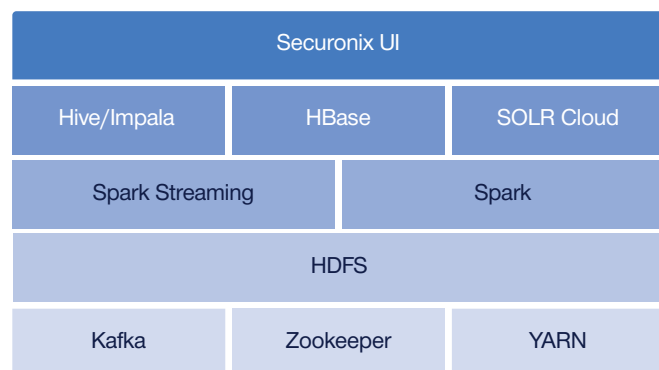 Securonix UI
Hive/Impala
HBase
SOLR Cloud
Spark Streaming
Spark
HDFS
Kafka
Zookeeper
YARN